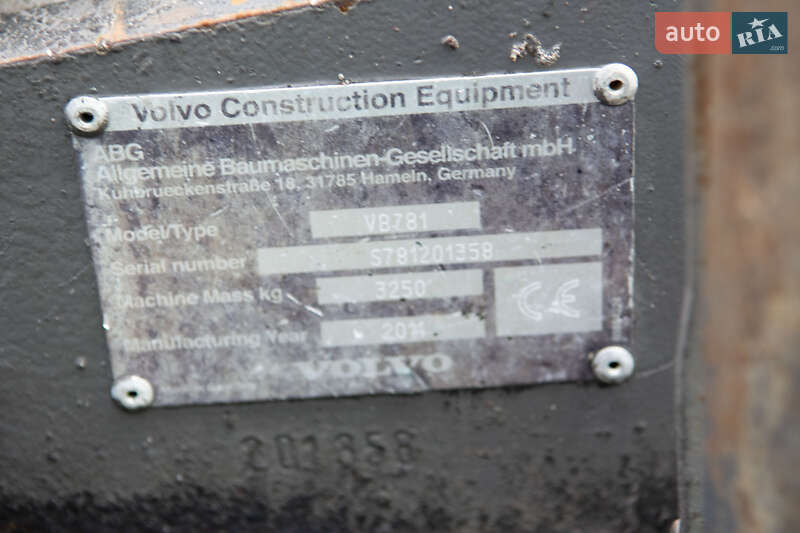 auto
RIA
.com
Volvo Construction Equipment
ABG
Allgemeine Baumaschinen-Gesellschaft mbH
Kuhbrueckenstraße 18, 31785 Hameln, Germany
Model/Type VB781
Serial number S781201358
Machine Mass kg 3250
Manufacturing Year 2014
CE
VOLVO
201358